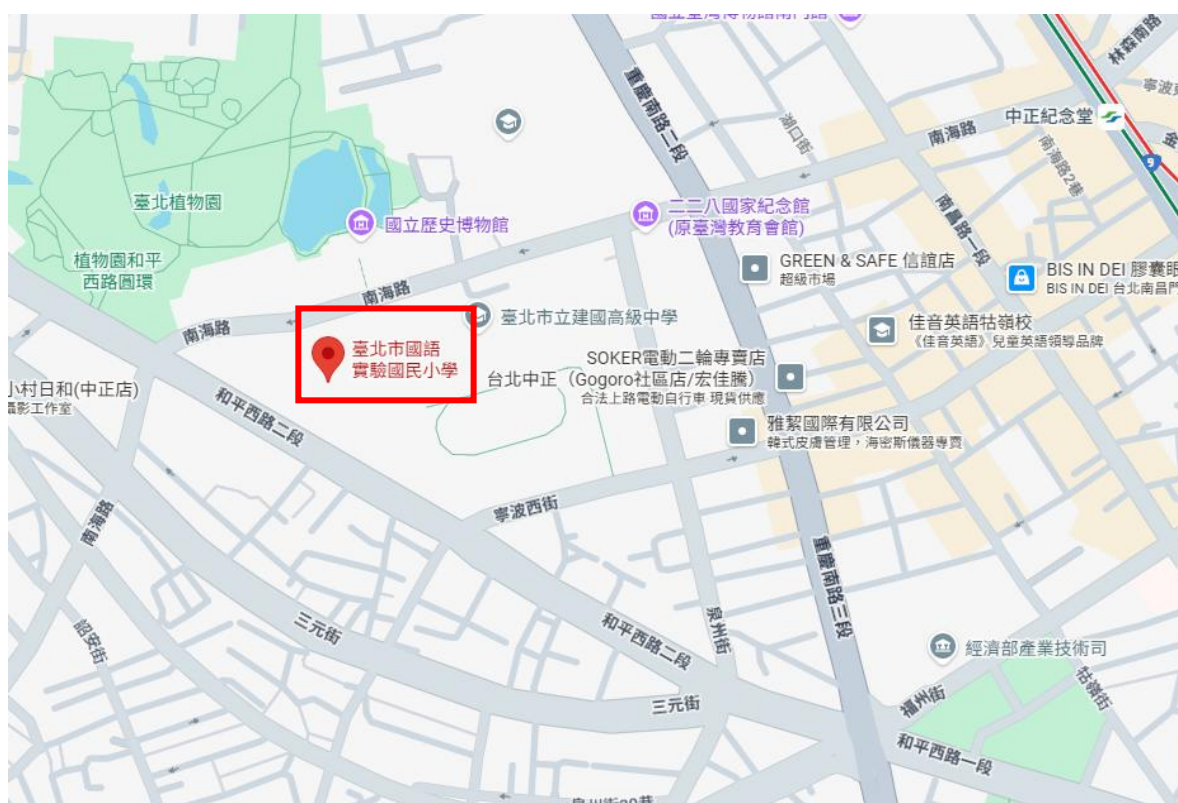 國立臺灣博物館南門館
林森南路
重慶南路二段
湖口街
南海路
中正紀念堂
南海路2巷
9
臺北植物園
國立歷史博物館
二二八國家紀念館
(原臺灣教育會館)
南昌路一段
植物園和平
西路圓環
GREEN & SAFE 信誼店
超級市場
BIS IN DEI 膠囊眼
BIS IN DEI 台北南昌門
南海路
南海路
臺北市立建國高級中學
佳音英語牯嶺校
《佳音英語》兒童英語領導品牌
臺北市國語
實驗國民小學
SOKER電動二輪專賣店
台北中正（Gogoro社區店/宏佳騰）
合法上路電動自行車 現貨供應
小村日和(中正店)
攝影工作室
和平西路二段
雅絜國際有限公司
韓式皮膚管理，海密斯儀器專賣
寧波西街
南海路
重慶南路三段
三元街
詔安街
和平西路二段
泉州街
經濟部產業技術司
牯嶺街
三元街
福州街
和平西路一段